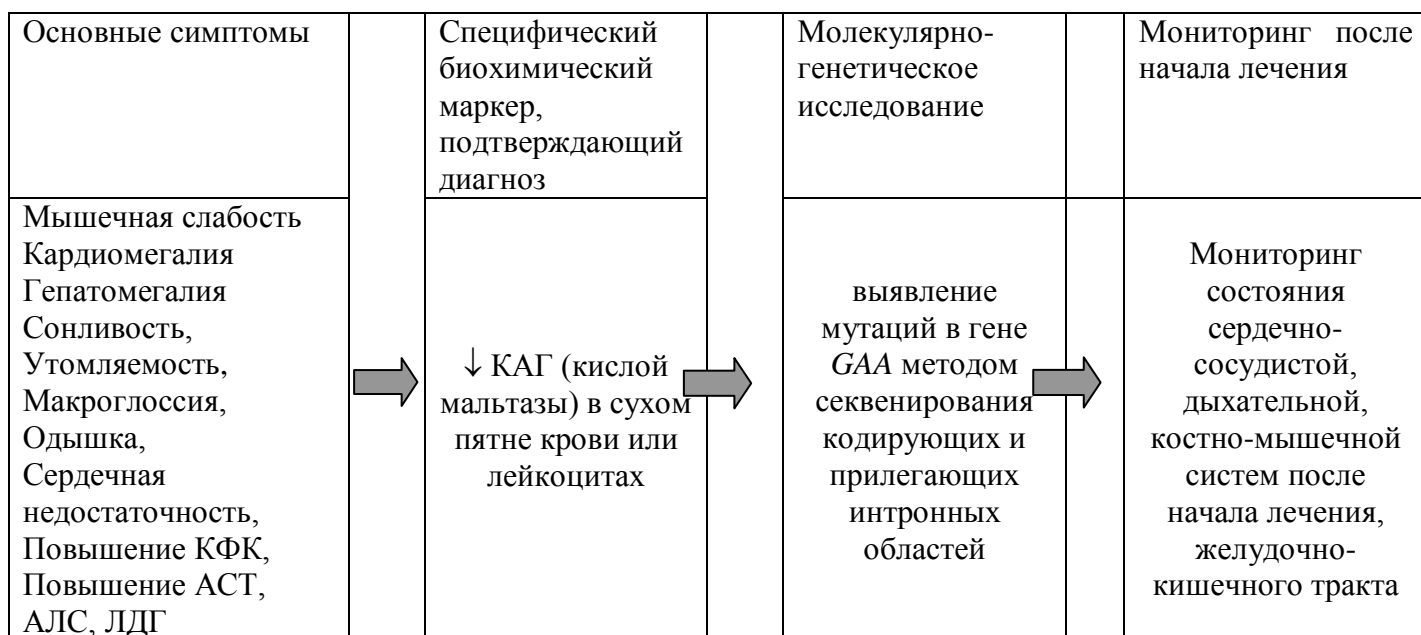 Основные симптомы
Специфический
биохимический
маркер,
подтверждающий
диагноз
Молекулярно-
генетическое
исследование
Мониторинг после
начала лечения
Мышечная слабость
Кардиомегалия
Гепатомегалия
Сонливость,
Утомляемость,
Макроглоссия,
Одышка,
Сердечная
недостаточность,
Повышение КФК,
Повышение АСТ,
АЛС, ЛДГ
↓ КАГ (кислой
мальтазы) в сухом
пятне крови или
лейкоцитах
выявление
мутаций в гене
GAA методом
секвенирования
кодирующих и
прилегающих
интронных
областей
Мониторинг
состояния
сердечно-
сосудистой,
дыхательной,
костно-мышечной
систем после
начала лечения,
желудочно-
кишечного тракта